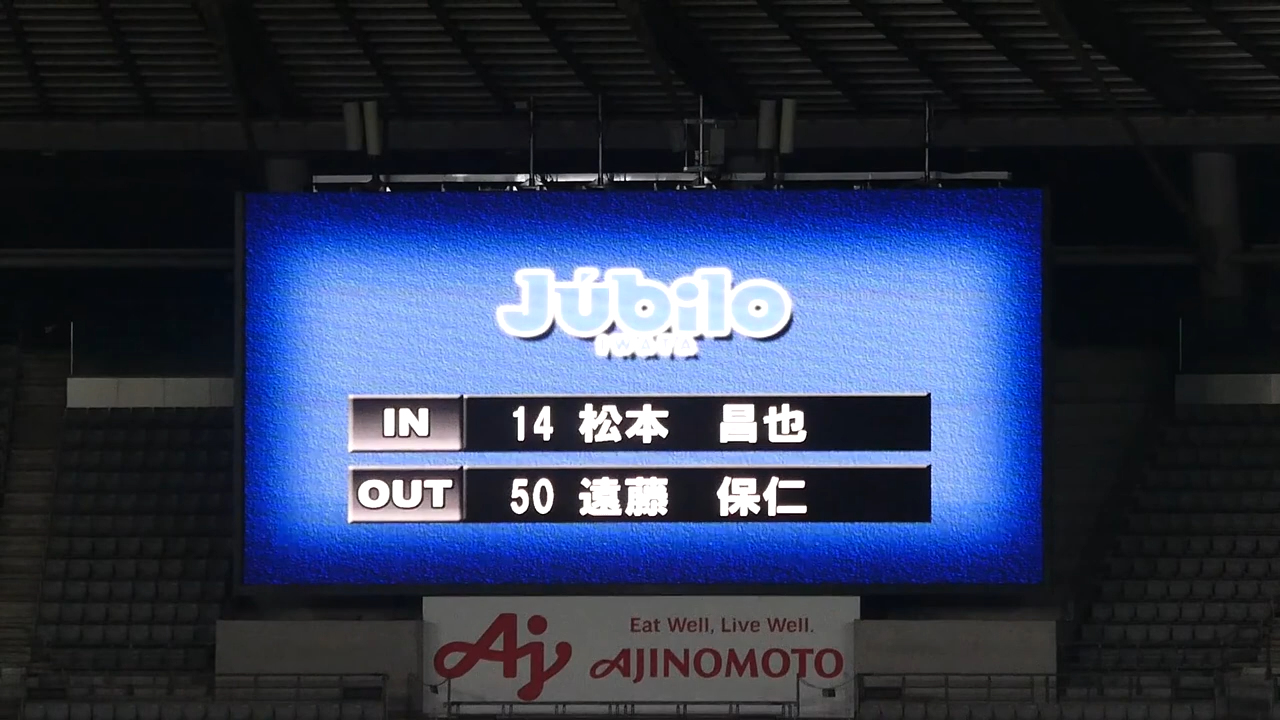 Júbilo
IWATA
IN 14 松本 昌也
OUT 50 遠藤 保仁
Aj Eat Well, Live Well.
AJINOMOTO